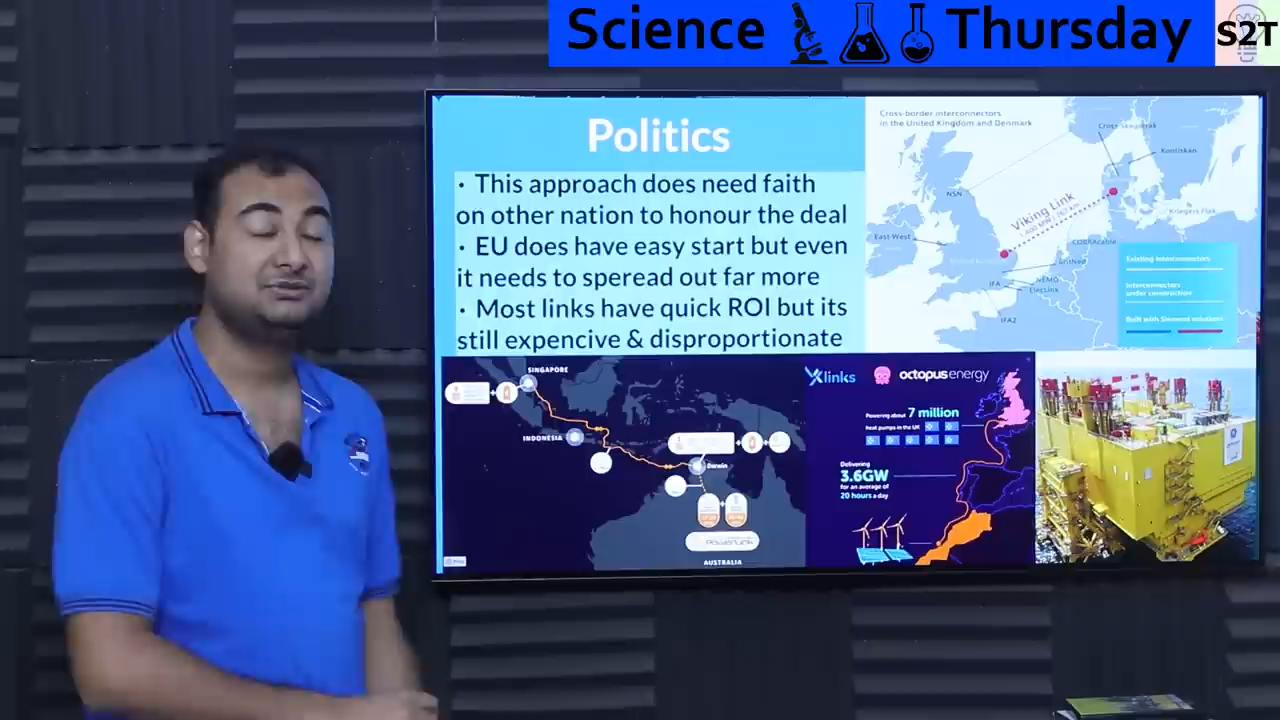 Science Thursday
S2T
Politics
· This approach does need faith
on other nation to honour the deal
· EU does have easy start but even
it needs to speread out far more
· Most links have quick ROI but its
still expencive & disproportionate
Cross-border interconnectors
in the United Kingdom and Denmark
Cross-Skagerrak
Kontiskan
NSN
Viking Link
Kriegers Flak
East-West
COBRAcable
BritNed
IFA
NEMO
ElecLink
IFA2
Existing interconnectors
Interconnectors
under construction
Built with Siemens solutions
SINGAPORE
INDONESIA
Darwin
PowerLink
AUSTRALIA
Xlinks
octopusenergy
Powering about 7 million
heat pumps in the UK
Delivering
3.6GW
for an average of
20 hours a day